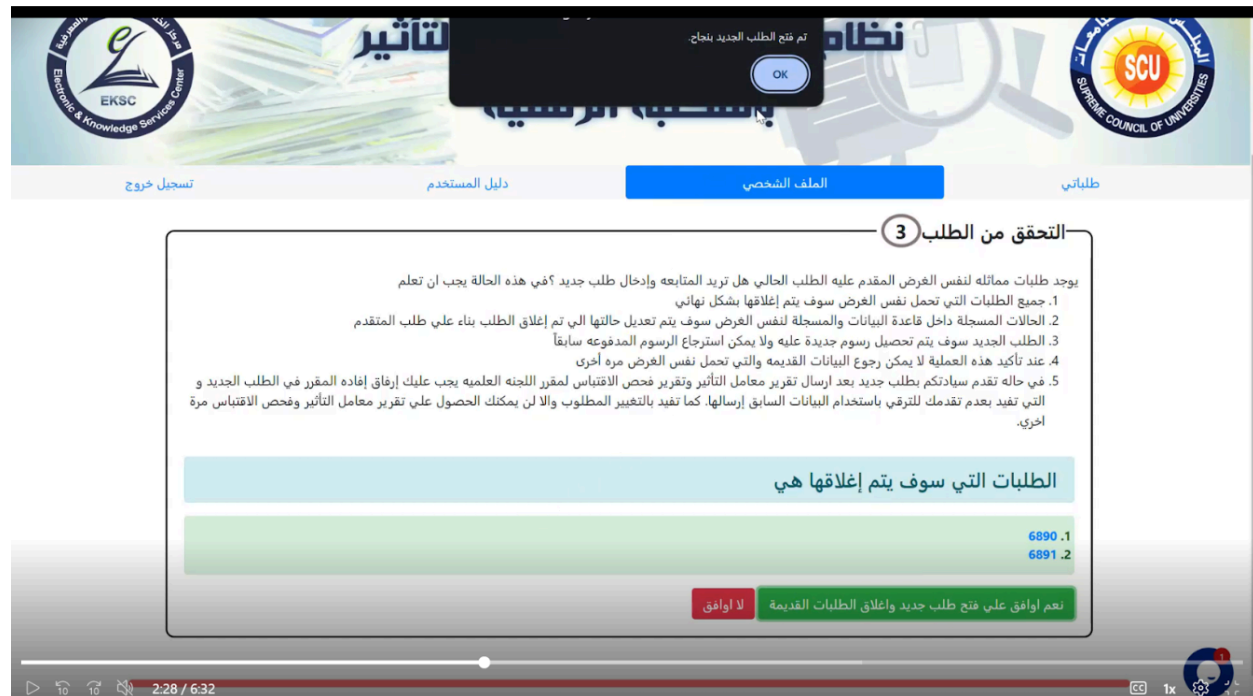 نظام
لتأثير
تم فتح الطلب الجديد بنجاح.
OK
EKSC
Electronic & Knowledge Services Center
SCU
SUPREME COUNCIL OF UNIVERSITIES
طلباتي
الملف الشخصي
دليل المستخدم
تسجيل خروج
التحقق من الطلب 3
يوجد طلبات مماثله لنفس الغرض المقدم عليه الطلب الحالي هل تريد المتابعه وإدخال طلب جديد ؟في هذه الحالة يجب ان تعلم
1. جميع الطلبات التي تحمل نفس الغرض سوف يتم إغلاقها بشكل نهائي
2. الحالات المسجلة داخل قاعدة البيانات والمسجلة لنفس الغرض سوف يتم تعديل حالتها الي تم إغلاق الطلب بناء علي طلب المتقدم
3. الطلب الجديد سوف يتم تحصيل رسوم جديدة عليه ولا يمكن استرجاع الرسوم المدفوعه سابقاً
4. عند تأكيد هذه العملية لا يمكن رجوع البيانات القديمه والتي تحمل نفس الغرض مره أخرى
5. في حاله تقدم سيادتكم بطلب جديد بعد ارسال تقرير معامل التأثير وتقرير فحص الاقتباس لمقرر اللجنه العلميه يجب عليك إرفاق إفاده المقرر في الطلب الجديد و
التي تفيد بعدم تقدمك للترقي باستخدام البيانات السابق إرسالها. كما تفيد بالتغيير المطلوب والا لن يمكنك الحصول علي تقرير معامل التأثير وفحص الاقتباس مرة
اخري.
الطلبات التي سوف يتم إغلاقها هي
1. 6890
2. 6891
نعم اوافق علي فتح طلب جديد واغلاق الطلبات القديمة
لا اوافق
2:28 / 6:32
10
10
CC
1x
1